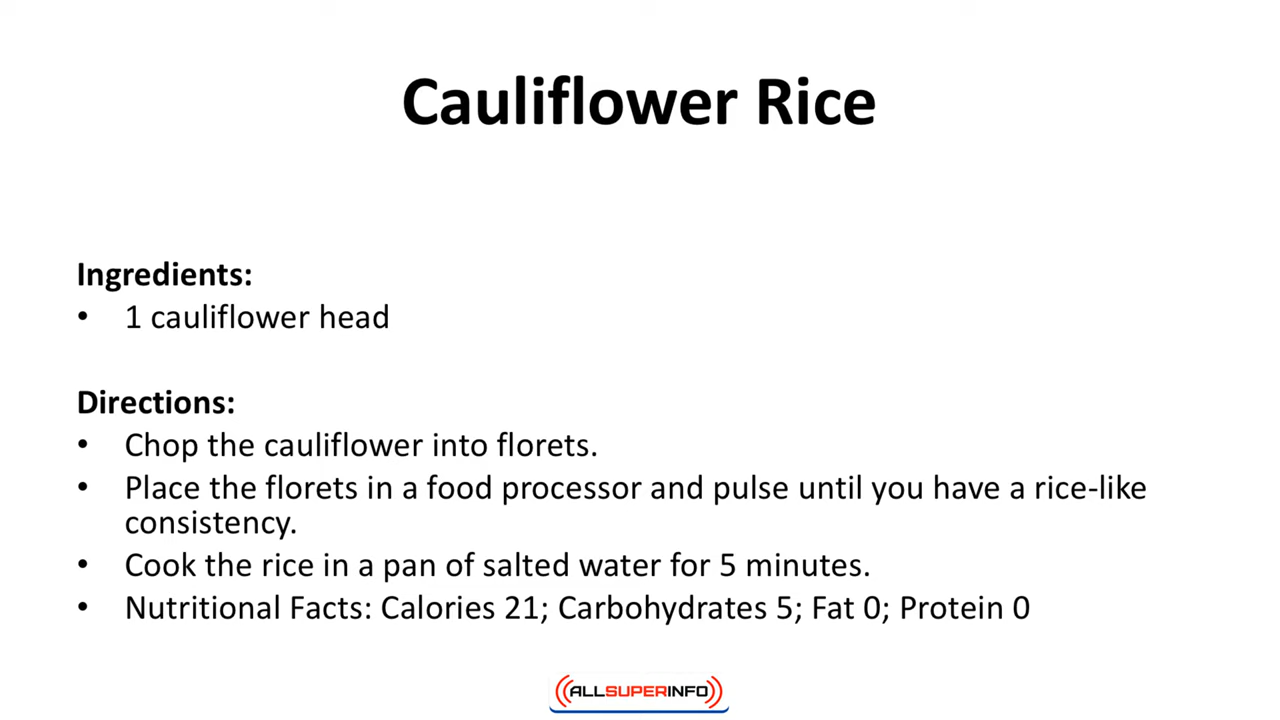 Cauliflower Rice
Ingredients:
• 1 cauliflower head
Directions:
• Chop the cauliflower into florets.
• Place the florets in a food processor and pulse until you have a rice-like
consistency.
• Cook the rice in a pan of salted water for 5 minutes.
• Nutritional Facts: Calories 21; Carbohydrates 5; Fat 0; Protein 0
ALLSUPERINFO